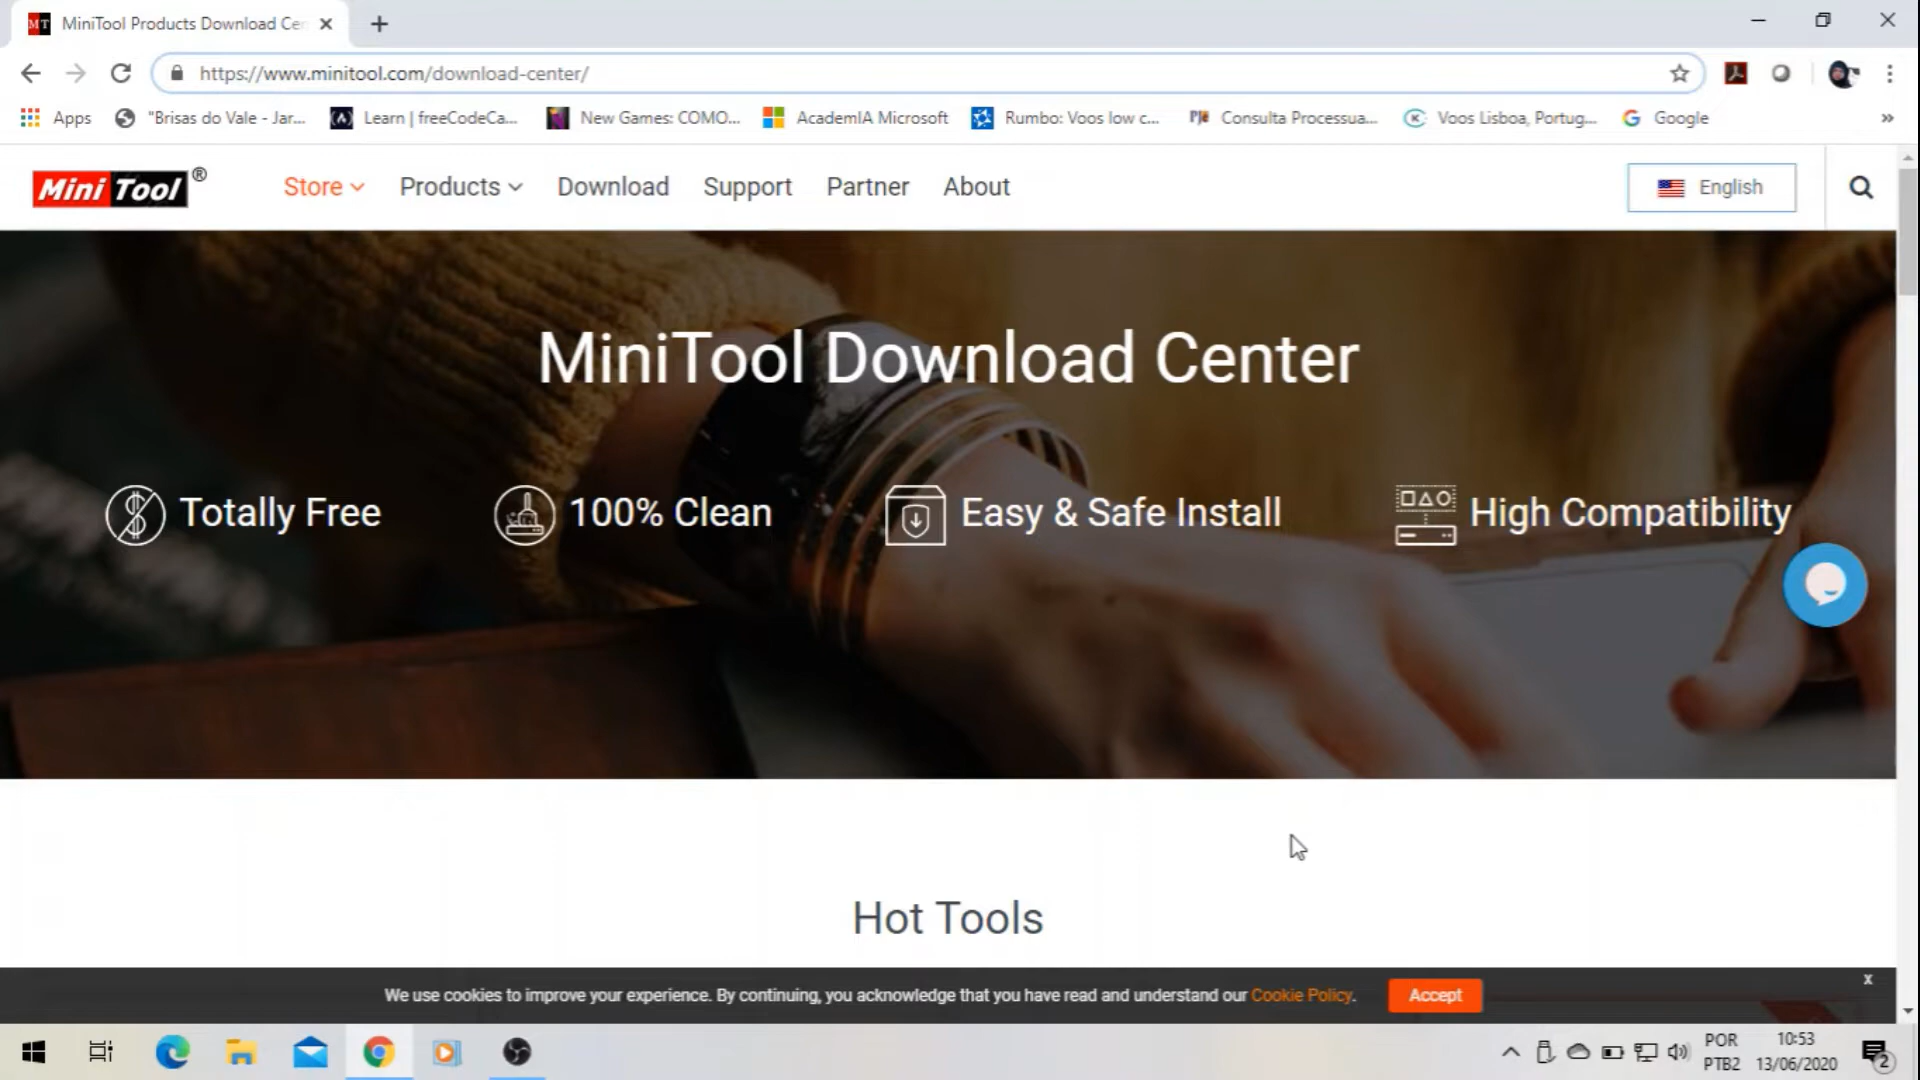 MT MiniTool Products Download Ce
https://www.minitool.com/download-center/
Apps "Brisas do Vale - Jar... Learn | freeCodeCa... New Games: COMO... AcademIA Microsoft Rumbo: Voos low c... PJe Consulta Processua... K Voos Lisboa, Portug... G Google »
Mini Tool ® Store Products Download Support Partner About English
MiniTool Download Center
Totally Free 100% Clean Easy & Safe Install High Compatibility
Hot Tools
We use cookies to improve your experience. By continuing, you acknowledge that you have read and understand our Cookie Policy. Accept x
POR 10:53
PTB2 13/06/2020 2